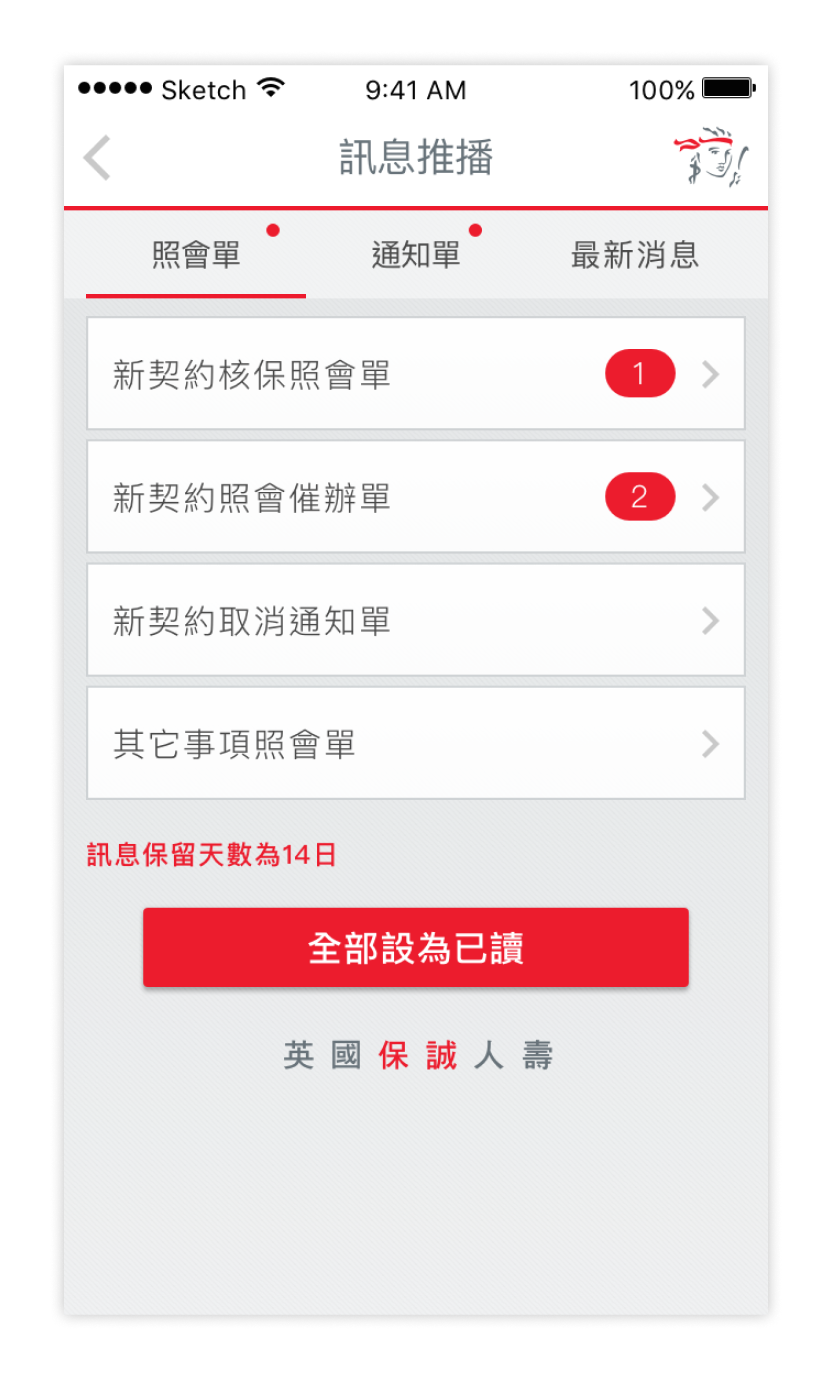 Sketch 9:41 AM 100%
訊息推播
照會單 通知單 最新消息
新契約核保照會單 1
新契約照會催辦單 2
新契約取消通知單
其它事項照會單
訊息保留天數為14日
全部設為已讀
英國保誠人壽